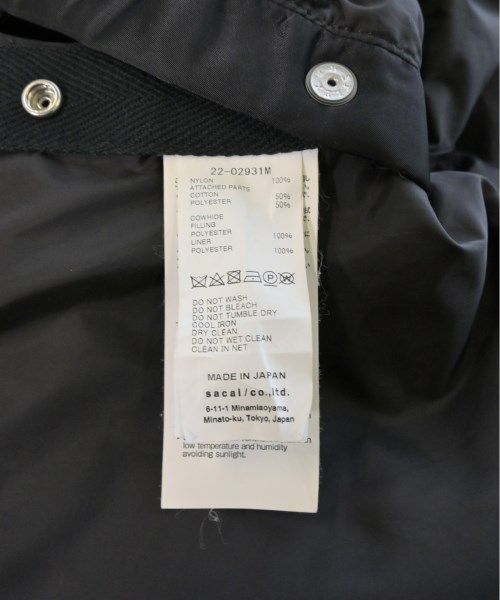 22-02931M
NYLON 100%
ATTACHED PARTS
COTTON 50%
POLYESTER 50%
COWHIDE
FILLING
POLYESTER 100%
LINER
POLYESTER 100%
DO NOT WASH
DO NOT BLEACH
DO NOT TUMBLE DRY
COOL IRON
DRY CLEAN
DO NOT WET CLEAN
CLEAN IN NET
MADE IN JAPAN
sacai/co.,ltd.
6-11-1 Minamiaoyama,
Minato-ku, Tokyo, Japan
low temperature and humidity
avoiding sunlight.